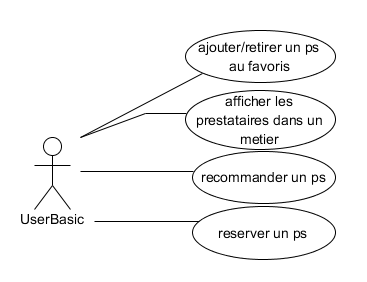 ajouter/retirer un ps
au favoris
afficher les
prestataires dans un
metier
recommander un ps
UserBasic
reserver un ps